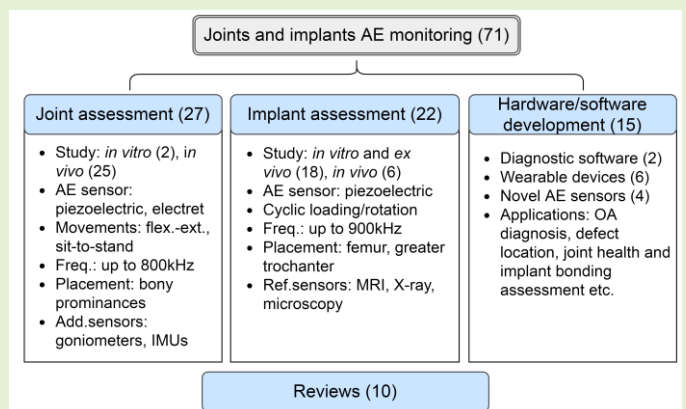 Joints and implants AE monitoring (71)
Joint assessment (27)
• Study: in vitro (2), in
vivo (25)
• AE sensor:
piezoelectric, electret
• Movements: flex.-ext.,
sit-to-stand
• Freq.: up to 800kHz
• Placement: bony
prominances
• Add.sensors:
goniometers, IMUs
Implant assessment (22)
• Study: in vitro and ex
vivo (18), in vivo (6)
• AE sensor: piezoelectric
• Cyclic loading/rotation
• Freq.: up to 900kHz
• Placement: femur, greater
trochanter
• Ref.sensors: MRI, X-ray,
microscopy
Hardware/software
development (15)
• Diagnostic software (2)
• Wearable devices (6)
• Novel AE sensors (4)
• Applications: OA
diagnosis, defect
location, joint health and
implant bonding
assessment etc.
Reviews (10)